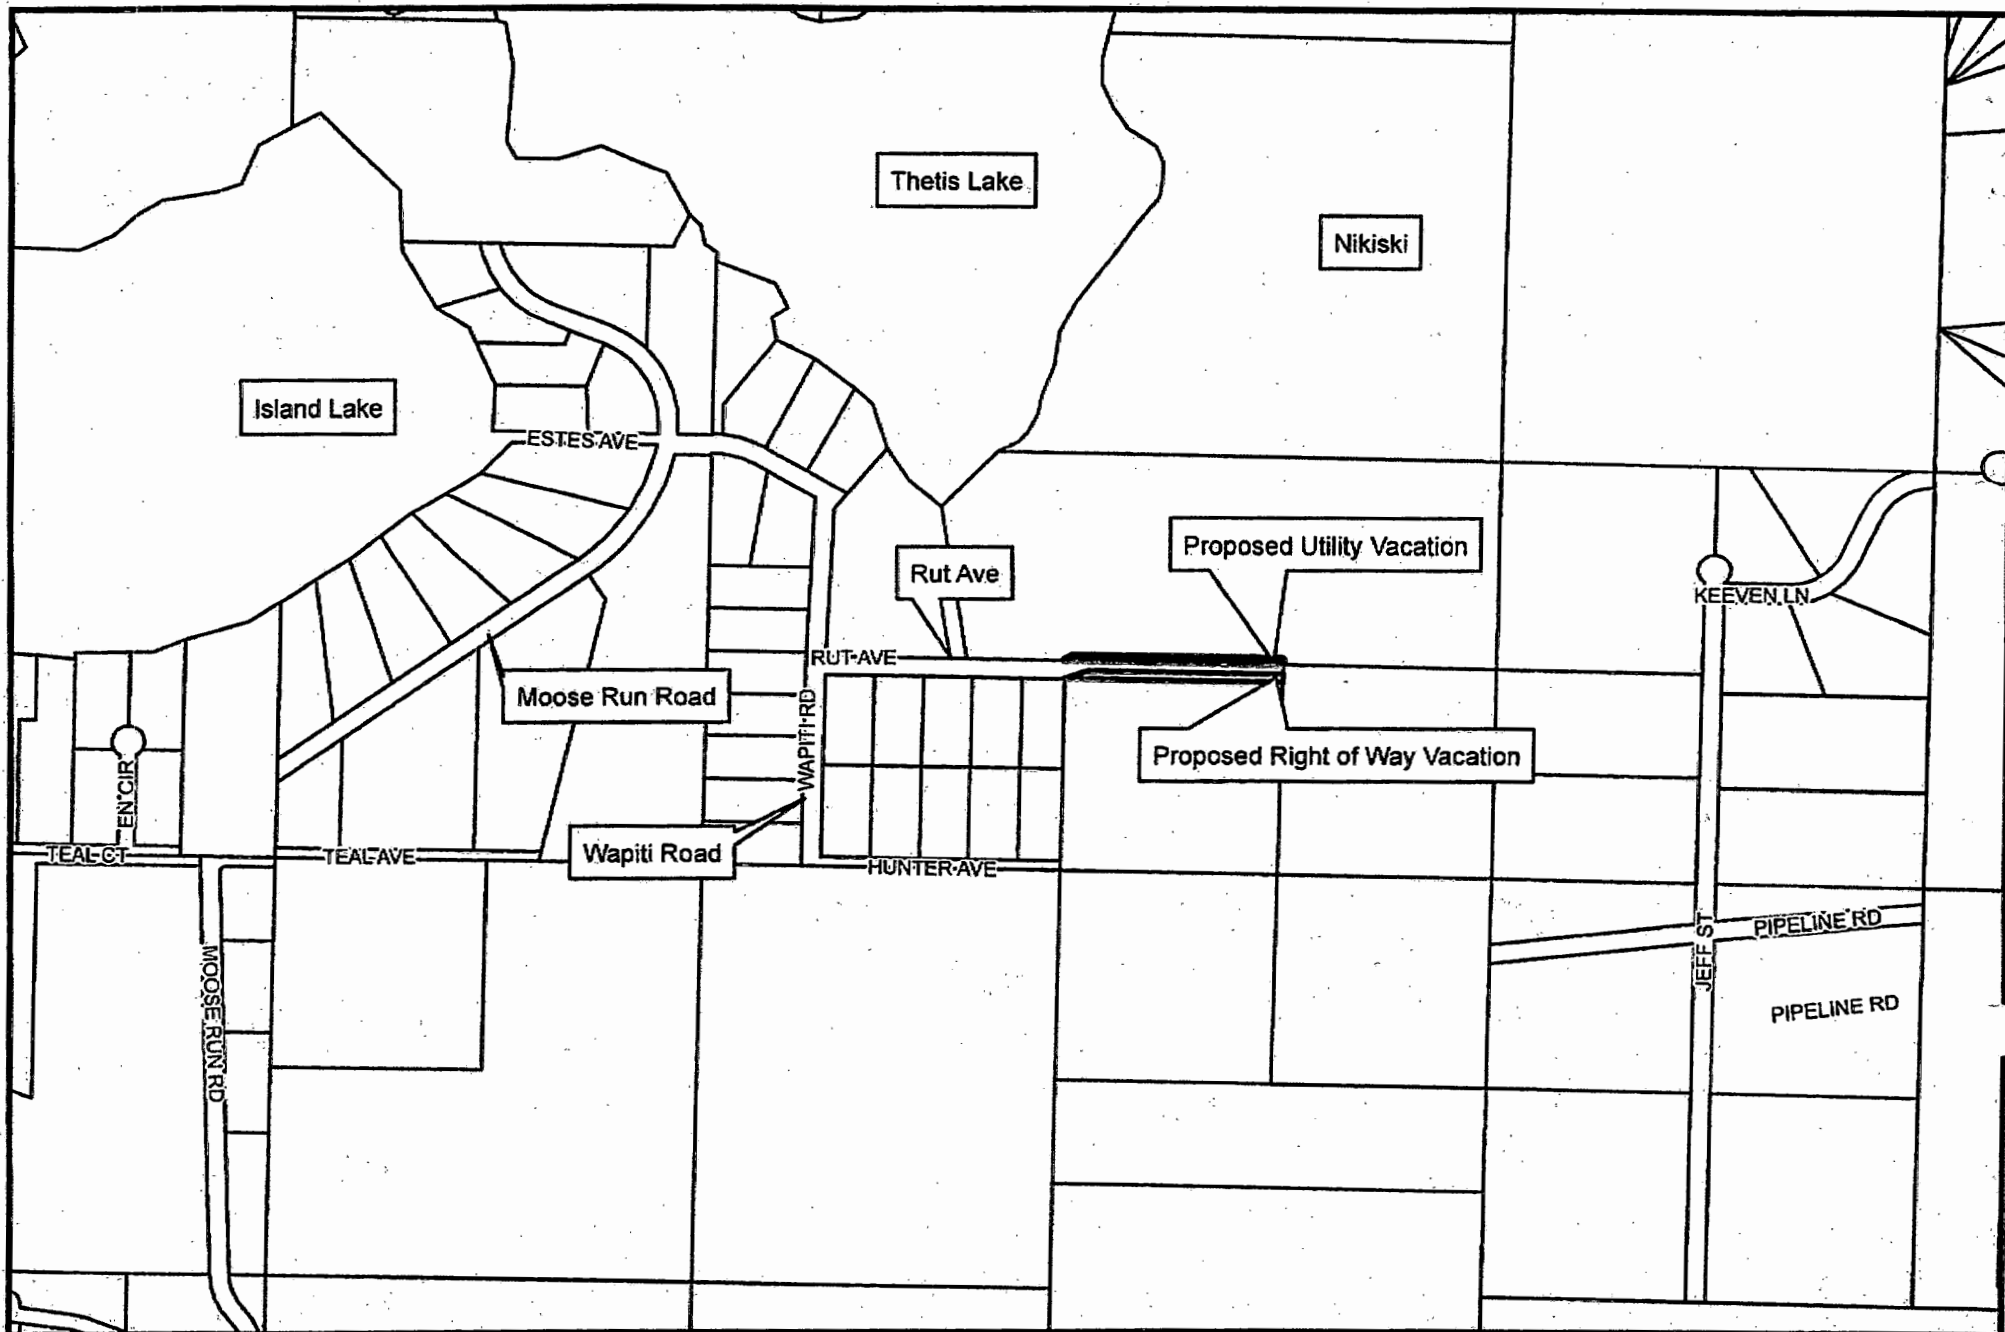 Thetis Lake
Nikiski
Island Lake
ESTES AVE
Proposed Utility Vacation
Rut Ave
KEEVEN LN
RUT AVE
Moose Run Road
WAPITI RD
Proposed Right of Way Vacation
EN CIR
Wapiti Road
TEAL CT
TEAL AVE
HUNTER AVE
PIPELINE RD
JEFF ST
MOOSE RUN RD
PIPELINE RD